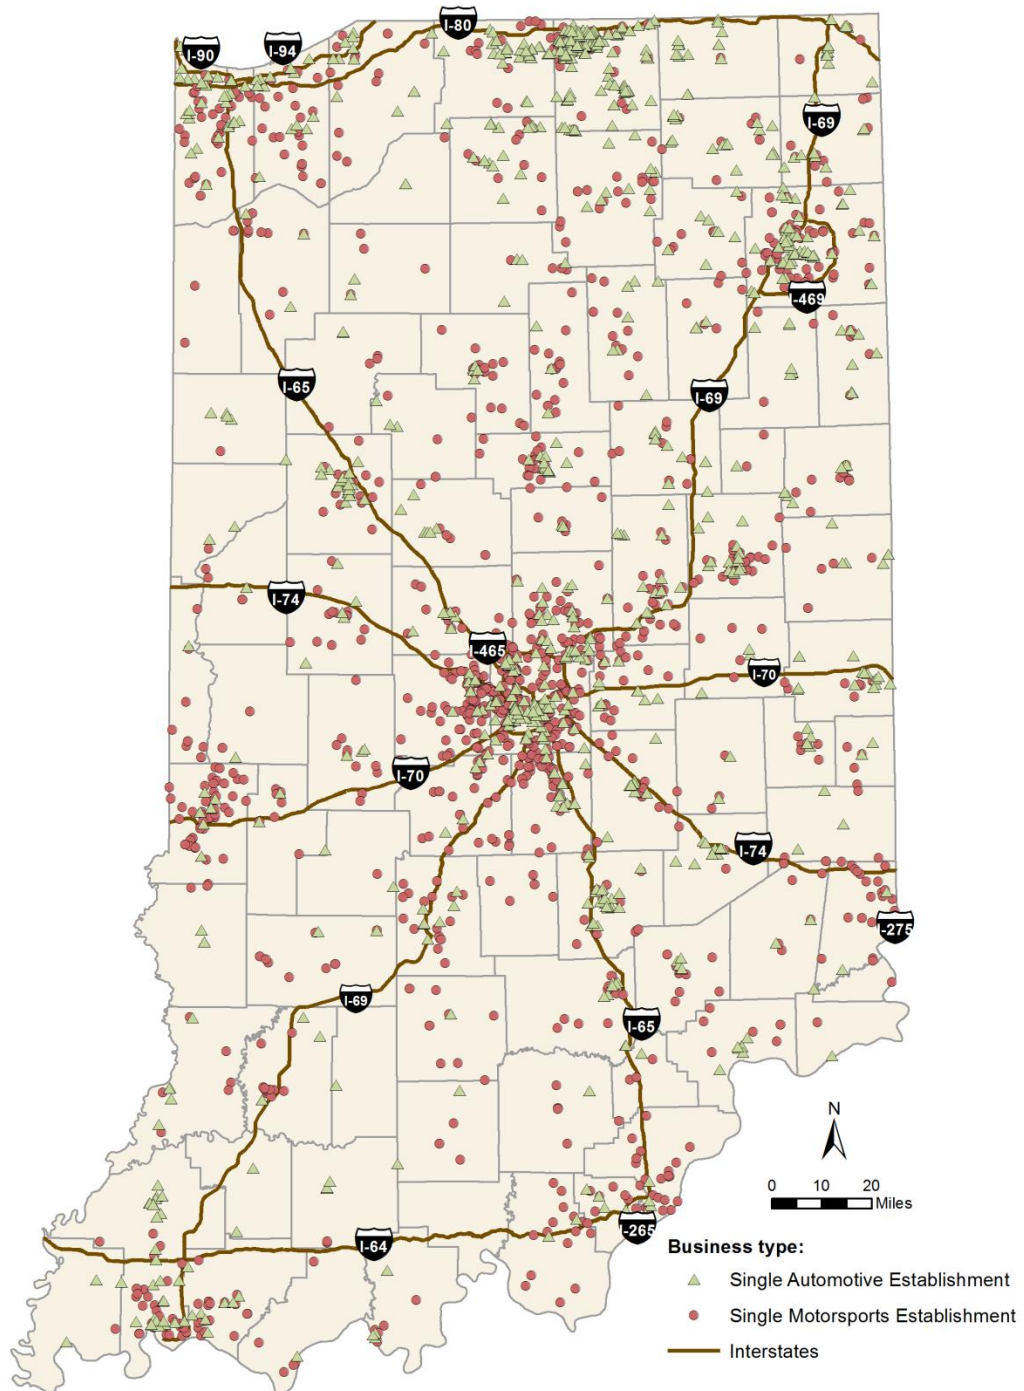 I-80
I-90
I-94
I-69
I-469
I-65
I-69
I-74
I-465
I-70
I-70
I-74
I-275
I-69
I-65
N
0 10 20
Miles
-265
I-64
Business type:
Single Automotive Establishment
Single Motorsports Establishment
Interstates